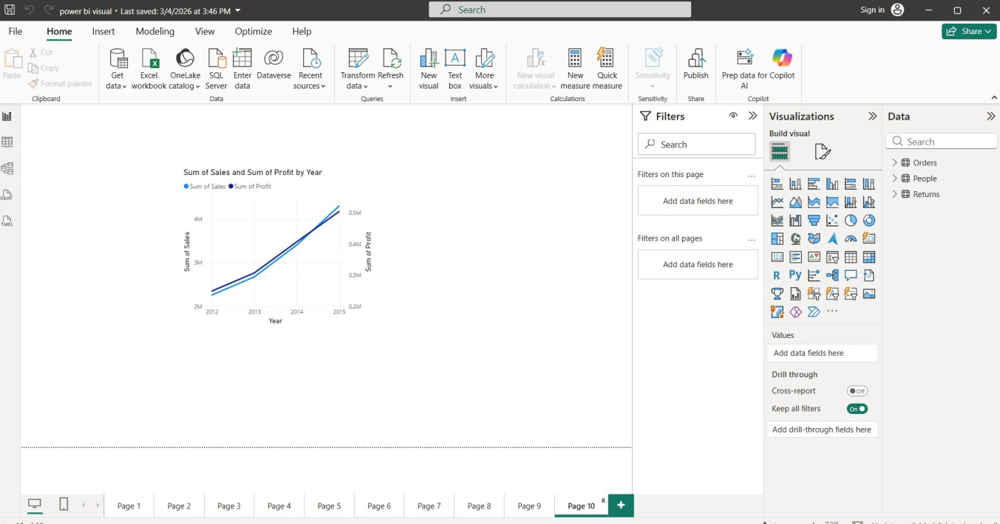 power bi visual • Last saved: 3/4/2026 at 3:46 PM
Search
Sign in
File Home Insert Modeling View Optimize Help
Share
Paste
Cut
Copy
Format painter
Clipboard
Get data
Excel workbook
OneLake catalog
SQL Server
Enter data
Dataverse
Recent sources
Data
Transform data
Refresh
Queries
New visual
Text box
More visuals
Insert
New visual calculation
New measure
Quick measure
Calculations
Sensitivity
Sensitivity
Publish
Share
Prep data for AI
Copilot
Copilot
DAX
TMDL
Sum of Sales and Sum of Profit by Year
Sum of Sales Sum of Profit
Sum of Sales
4M
3M
2M
0.5M
0.4M
0.3M
0.2M
Sum of Profit
2012 2013 2014 2015
Year
Filters
Search
Filters on this page
...
Add data fields here
Filters on all pages
...
Add data fields here
Visualizations
Build visual
123
123
R Py
...
Values
Add data fields here
Drill through
Cross-report
Off
Keep all filters
On
Add drill-through fields here
Data
Search
Orders
People
Returns
Page 1 Page 2 Page 3 Page 4 Page 5 Page 6 Page 7 Page 8 Page 9 Page 10 x
+